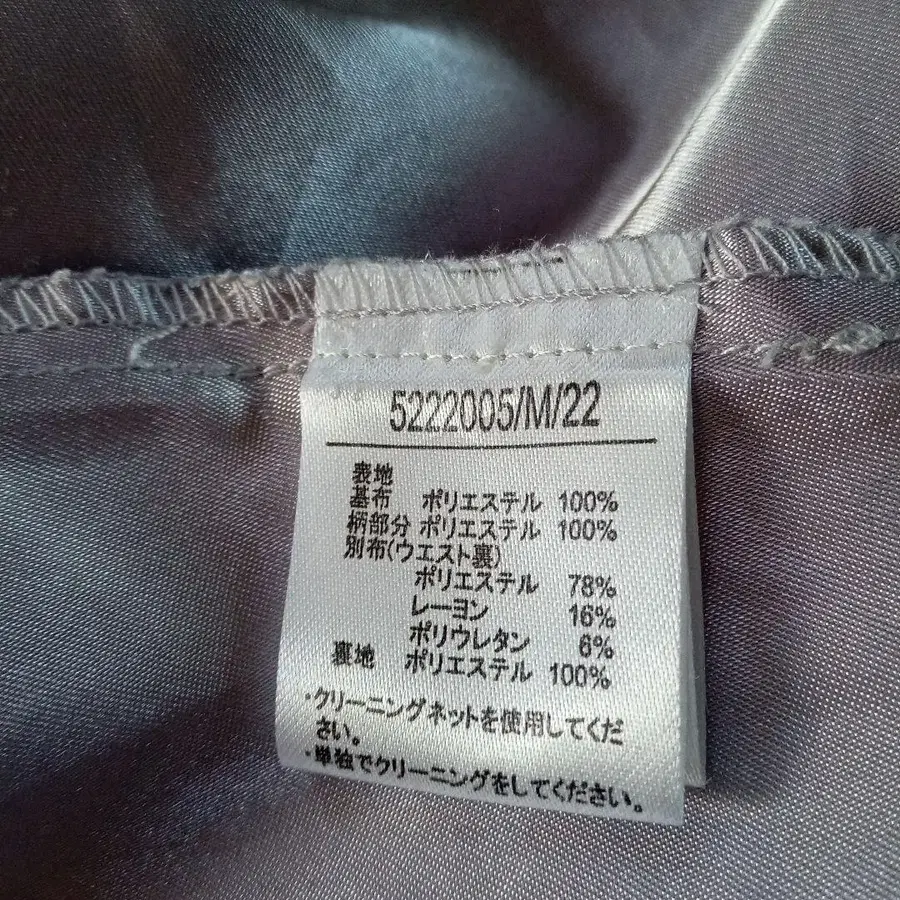 5222005/M/22
表地
基布 ポリエステル 100%
柄部分 ポリエステル 100%
別布(ウエスト裏)
ポリエステル 78%
レーヨン 16%
ポリウレタン 6%
裏地 ポリエステル 100%
・クリーニングネットを使用してくだ
さい。
・単独でクリーニングをしてください。